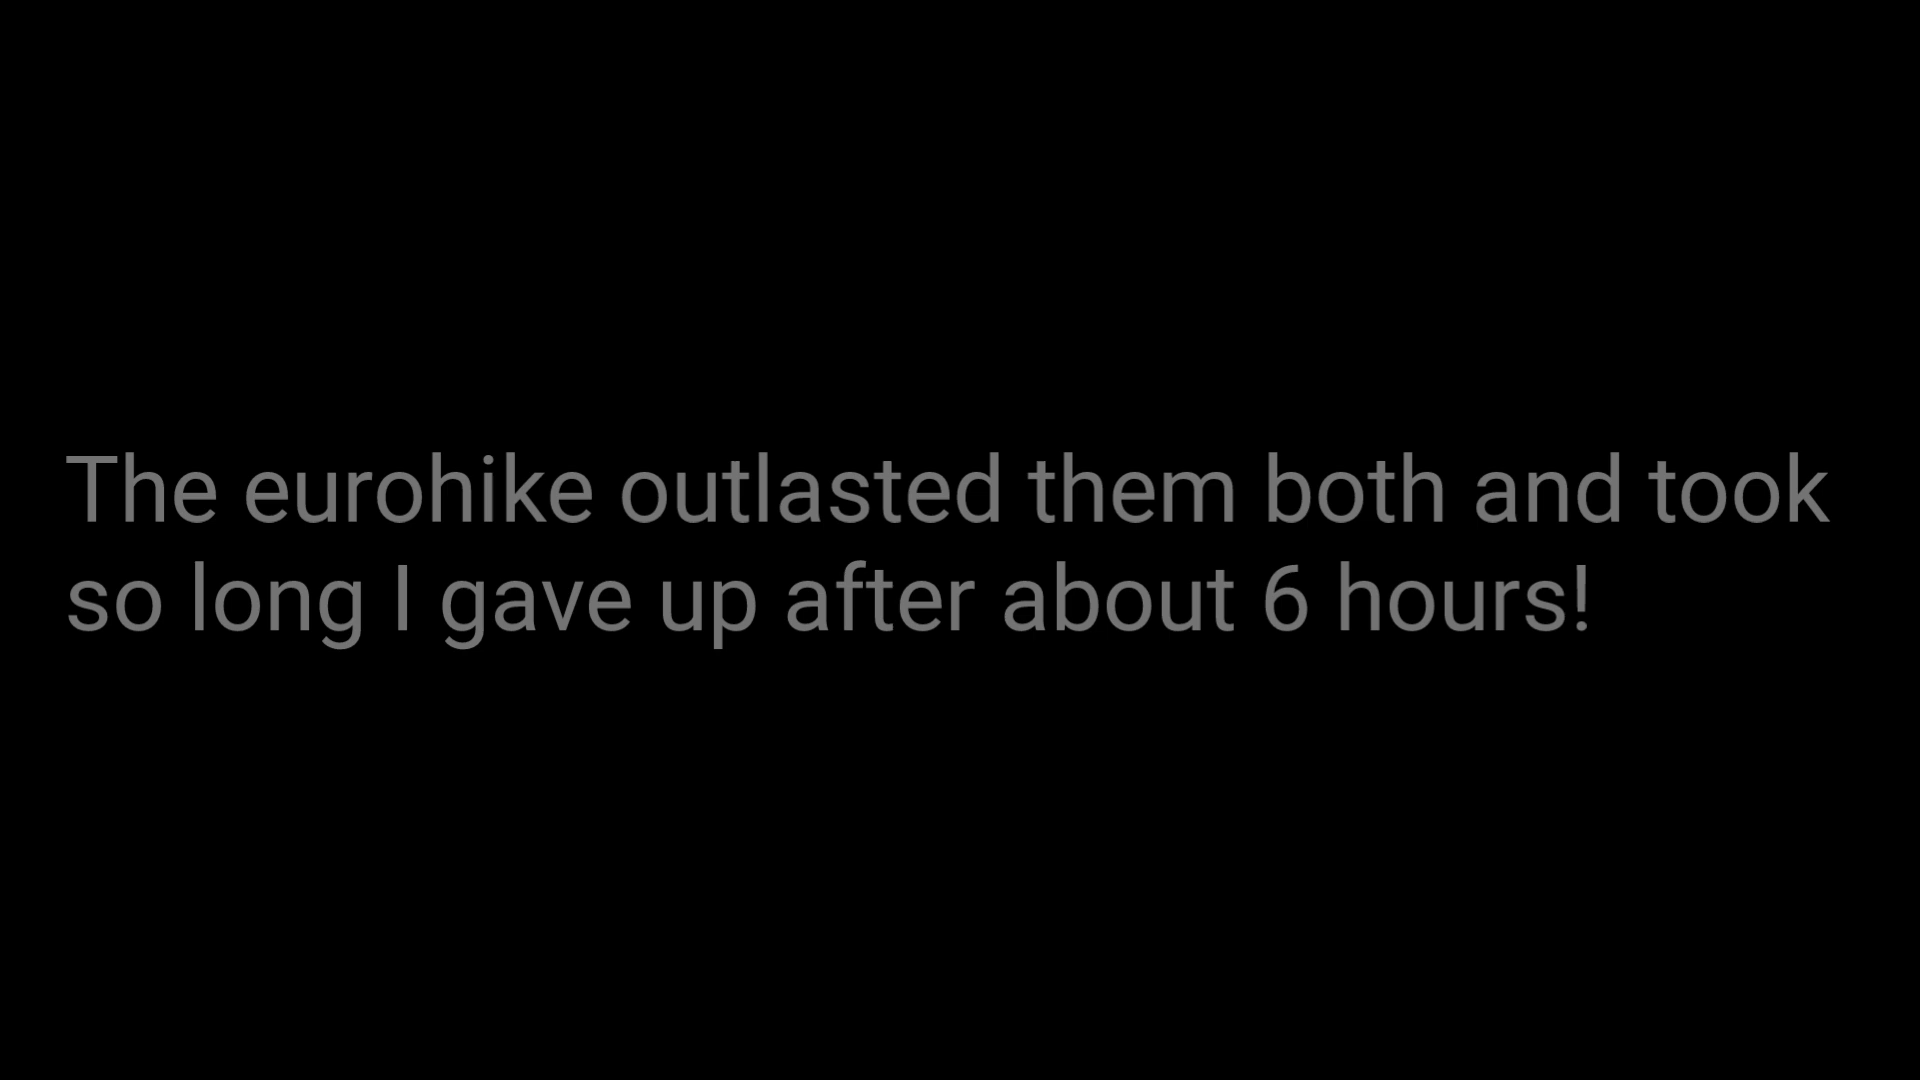 The eurohike outlasted them both and took
so long I gave up after about 6 hours!